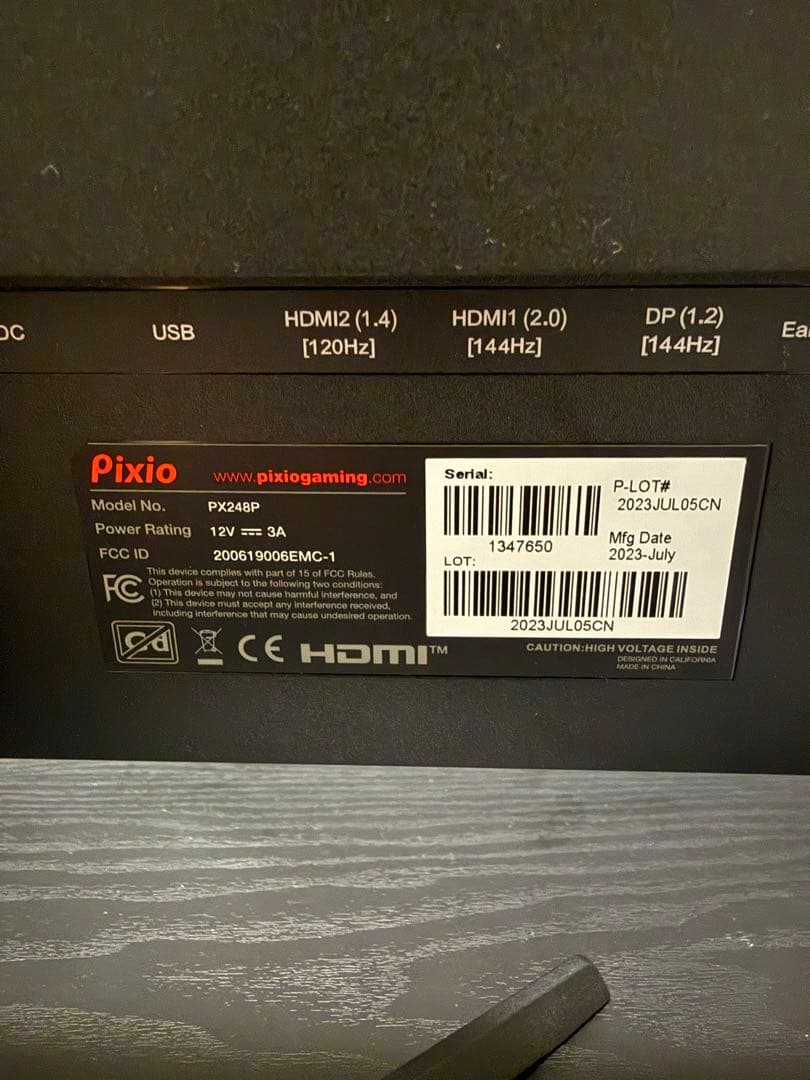 DC USB HDMI2 (1.4) HDMI1 (2.0) DP (1.2) Ea
[120Hz] [144Hz] [144Hz]
Pixio www.pixiogaming.com
Model No. PX248P
Power Rating 12V ⎓ 3A
FCC ID 200619006EMC-1
FC This device complies with part of 15 of FCC Rules.
Operation is subject to the following two conditions:
(1) This device may not cause harmful interference, and
(2) This device must accept any interference received,
including interference that may cause undesired operation.
Pb CE HDMI™
Serial:
1347650
P-LOT#
2023JUL05CN
Mfg Date
2023-July
LOT:
2023JUL05CN
CAUTION:HIGH VOLTAGE INSIDE
DESIGNED IN CALIFORNIA
MADE IN CHINA